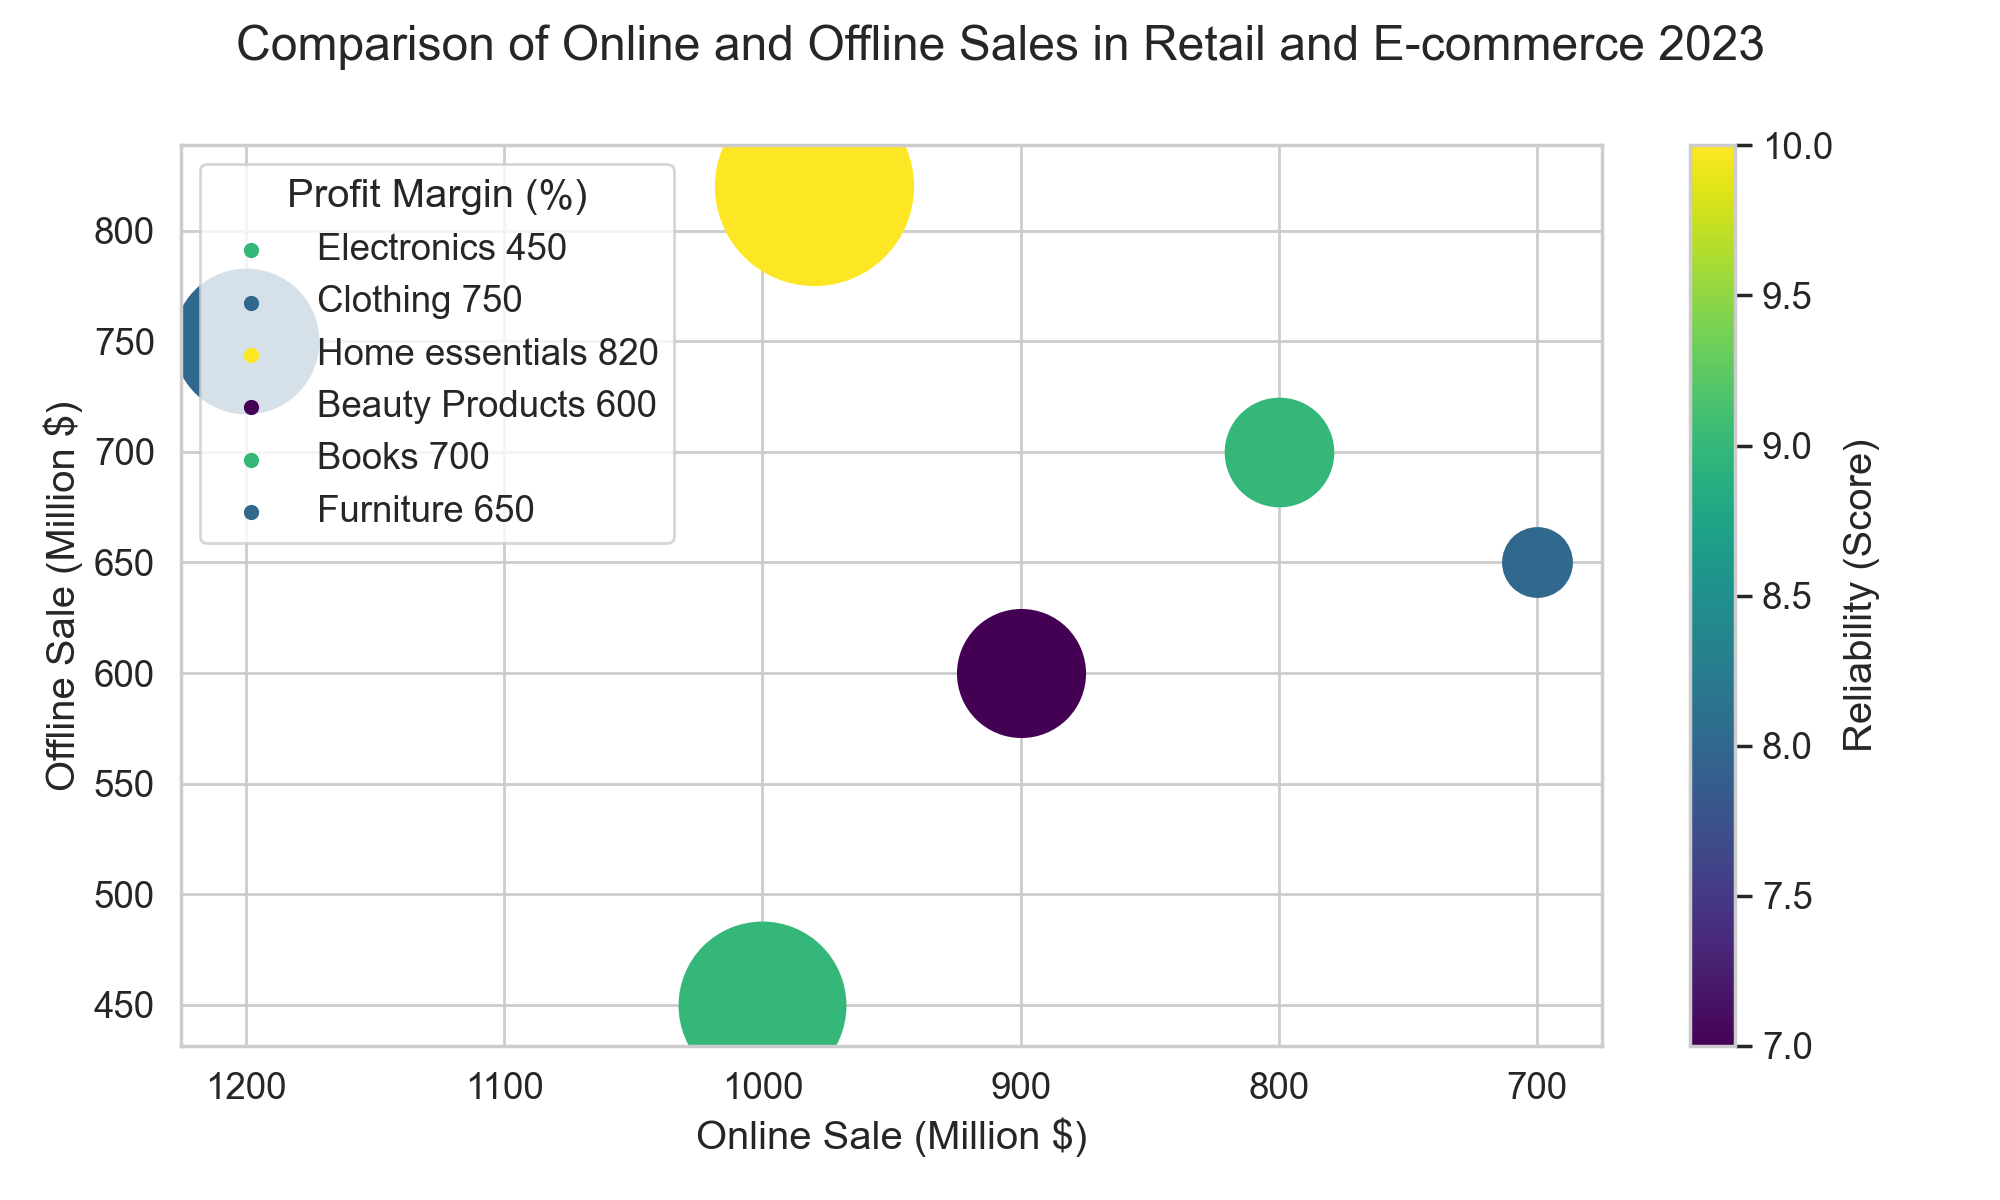 Comparison of Online and Offline Sales in Retail and E-commerce 2023
Profit Margin (%)
Electronics 450
Clothing 750
Home essentials 820
Beauty Products 600
Books 700
Furniture 650
800
750
700
650
600
550
500
450
Offline Sale (Million $)
1200 1100 1000 900 800 700
Online Sale (Million $)
10.0
9.5
9.0
8.5
8.0
7.5
7.0
Reliability (Score)